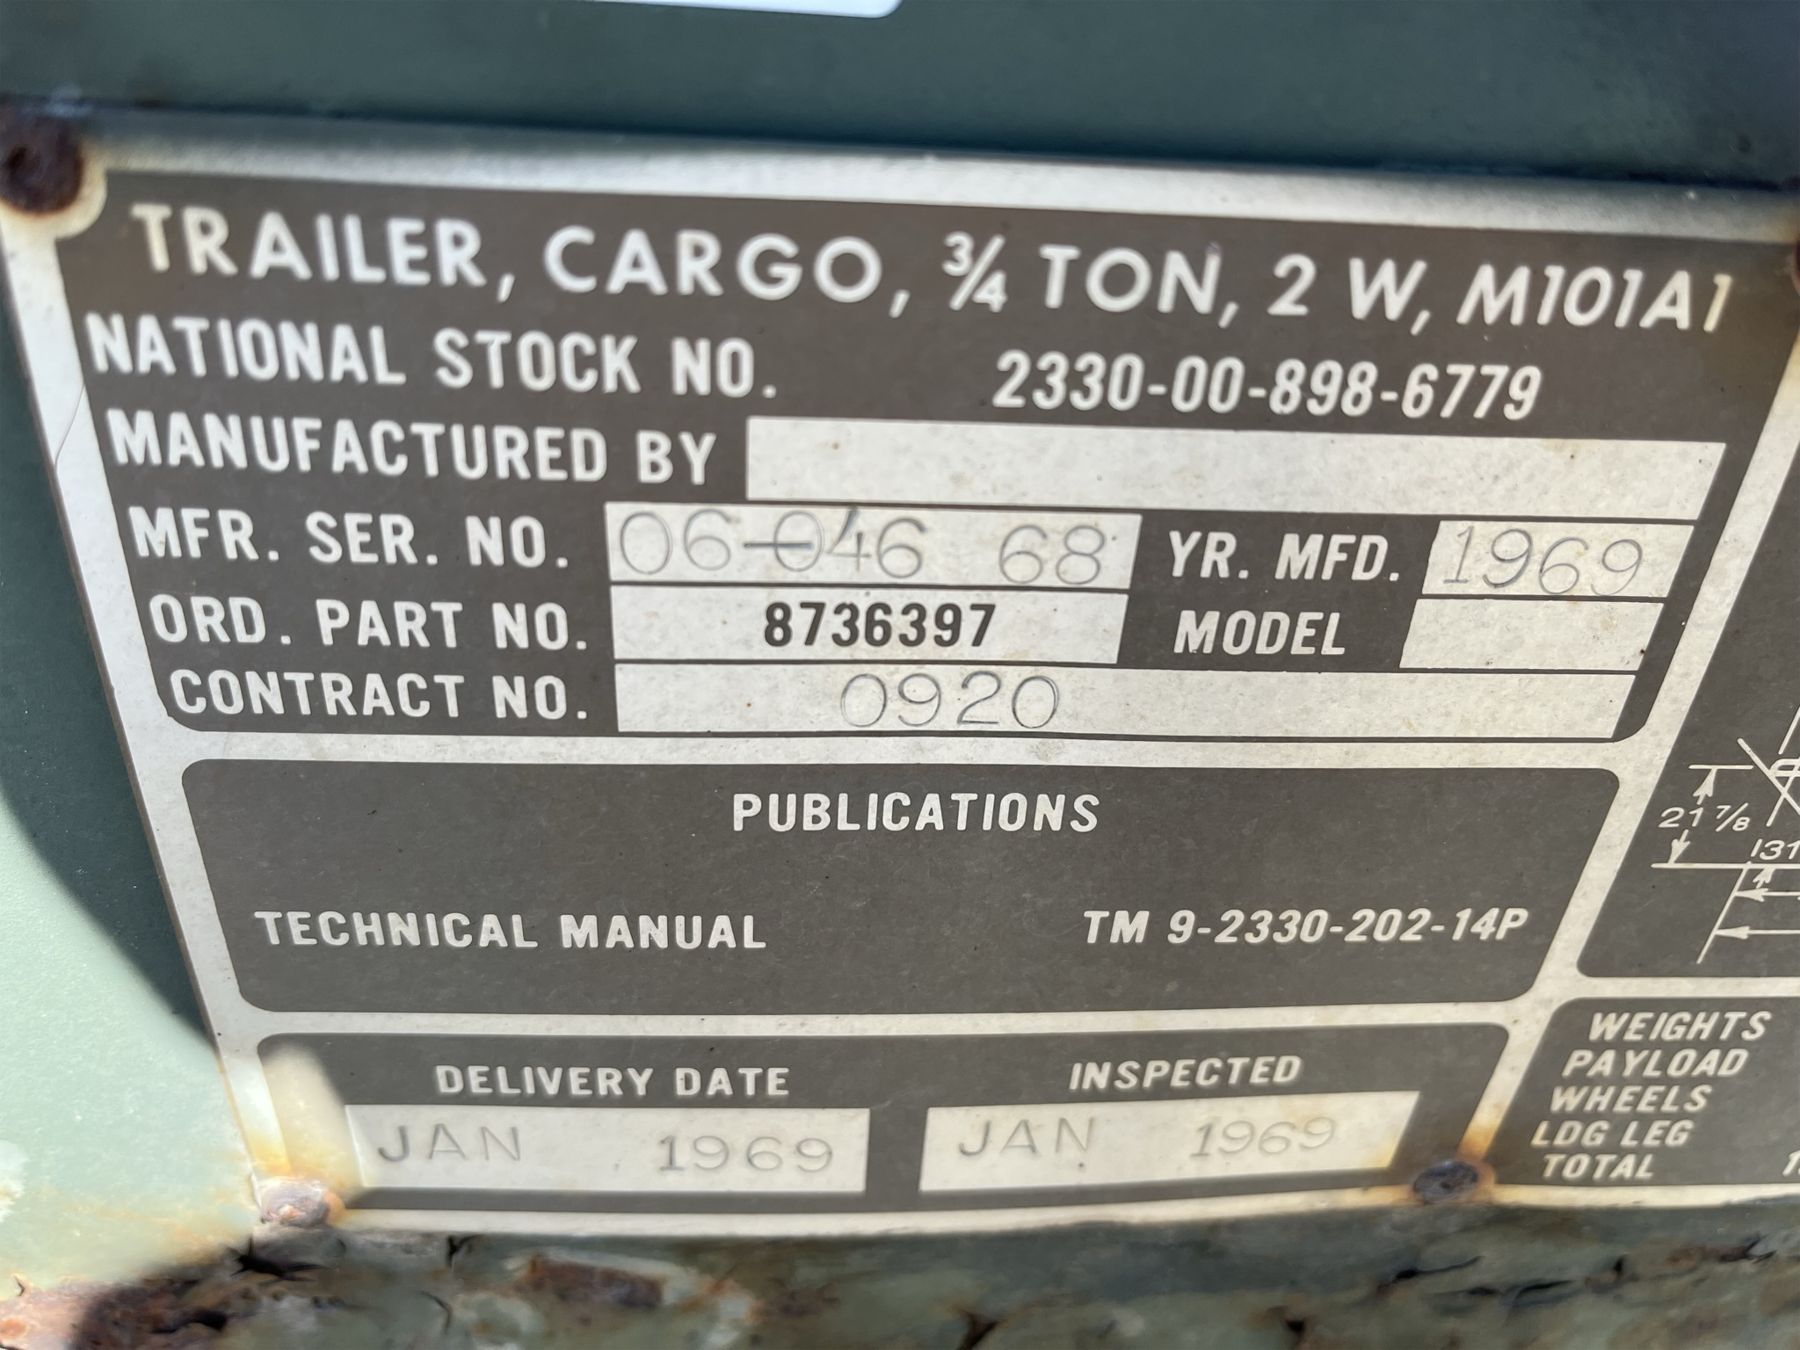 TRAILER, CARGO, ¾ TON, 2 W, M101A1
NATIONAL STOCK NO. 2330-00-898-6779
MANUFACTURED BY
MFR. SER. NO. 06-046 68 YR. MFD. 1969
ORD. PART NO. 8736397 MODEL
CONTRACT NO. 0920
PUBLICATIONS
TECHNICAL MANUAL TM 9-2330-202-14P
DELIVERY DATE INSPECTED
JAN 1969 JAN 1969
21 7/8
131
WEIGHTS
PAYLOAD
WHEELS
LDG LEG
TOTAL